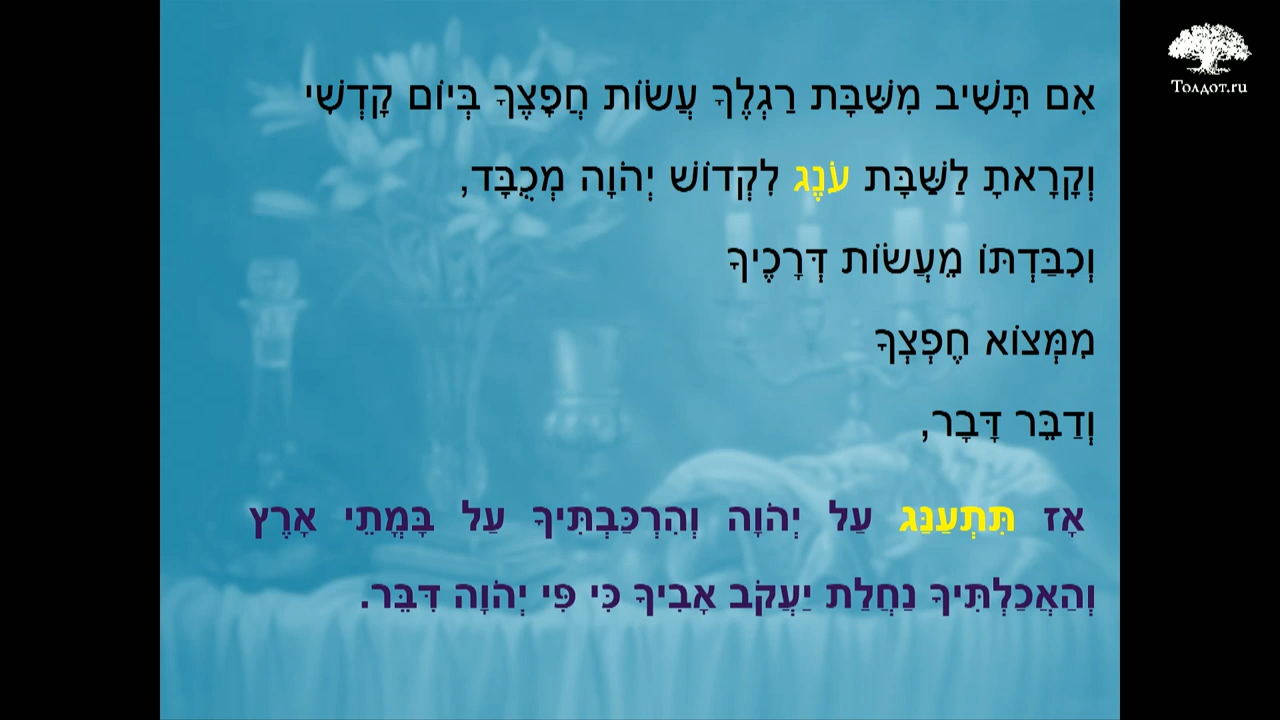 אִם תָּשִׁיב מִשַּׁבָּת רַגְלֶךָ עֲשׂוֹת חֲפָצֶךָ בְּיוֹם קָדְשִׁי
וְקָרָאתָ לַשַּׁבָּת עֹנֶג לִקְדוֹשׁ יְהֹוָה מְכֻבָּד,
וְכִבַּדְתּוֹ מֵעֲשׂוֹת דְּרָכֶיךָ
מִמְּצוֹא חֶפְצְךָ
וְדַבֵּר דָּבָר,
אָז תִּתְעַנַּג עַל יְהֹוָה וְהִרְכַּבְתִּיךָ עַל בָּמֳתֵי אָרֶץ
וְהַאֲכַלְתִּיךָ נַחֲלַת יַעֲקֹב אָבִיךָ כִּי פִּי יְהֹוָה דִּבֵּר.
Толдот.ru